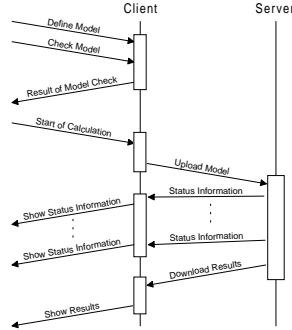 Client Server
Define Model
Check Model
Result of Model Check
Start of Calculation
Upload Model
Status Information
Show Status Information
Status Information
Show Status Information
Download Results
Show Results